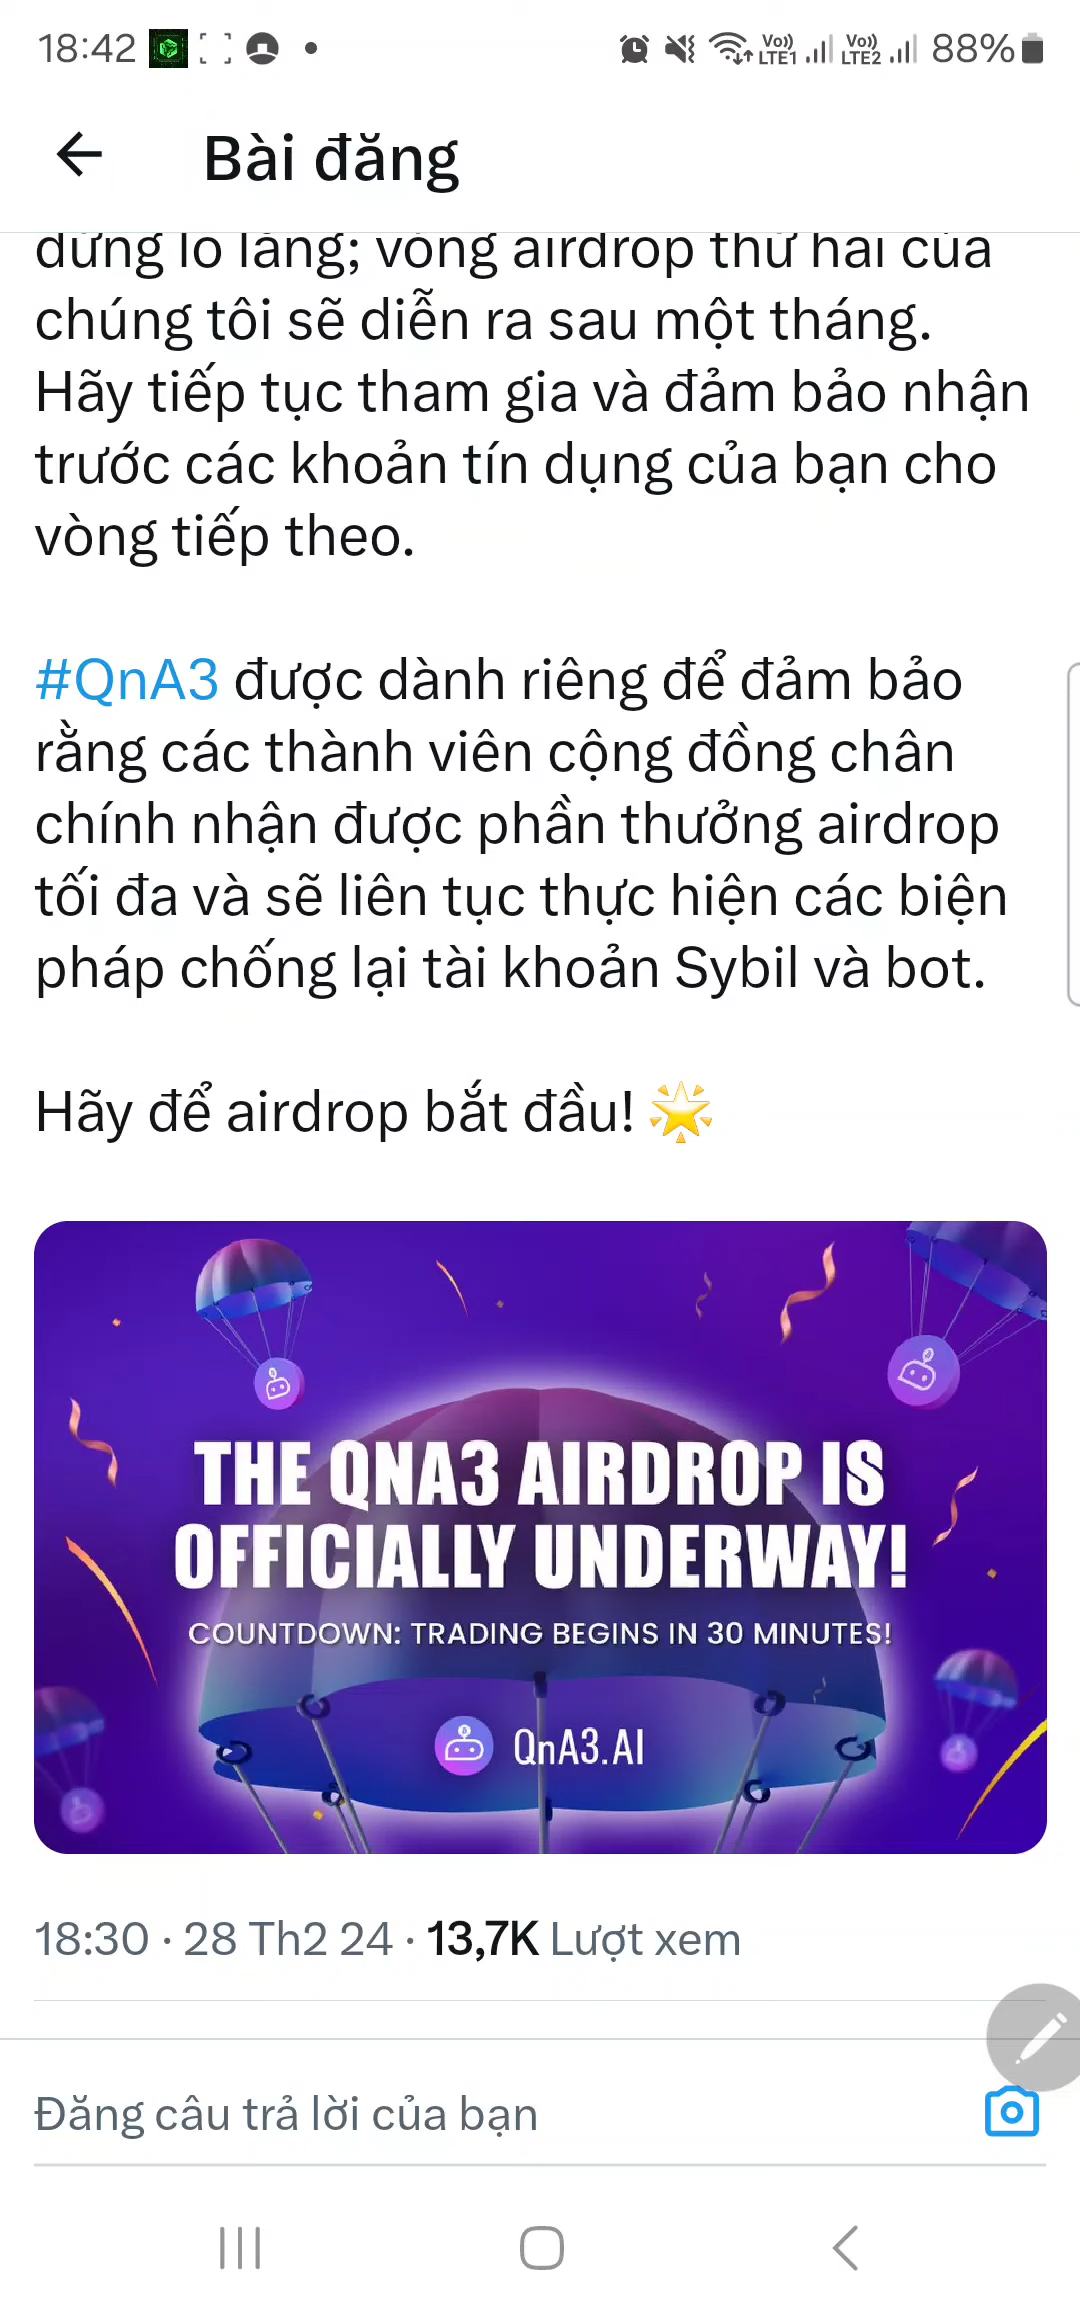 18:42
Vo)) LTE1 Vo)) LTE2 88%
Bài đăng
đừng lo lắng; vòng airdrop thứ hai của
chúng tôi sẽ diễn ra sau một tháng.
Hãy tiếp tục tham gia và đảm bảo nhận
trước các khoản tín dụng của bạn cho
vòng tiếp theo.
#QnA3 được dành riêng để đảm bảo
rằng các thành viên cộng đồng chân
chính nhận được phần thưởng airdrop
tối đa và sẽ liên tục thực hiện các biện
pháp chống lại tài khoản Sybil và bot.
Hãy để airdrop bắt đầu! 🌟
THE QNA3 AIRDROP IS
OFFICIALLY UNDERWAY!
COUNTDOWN: TRADING BEGINS IN 30 MINUTES!
QnA3.AI
18:30 · 28 Th2 24 · 13,7K Lượt xem
Đăng câu trả lời của bạn